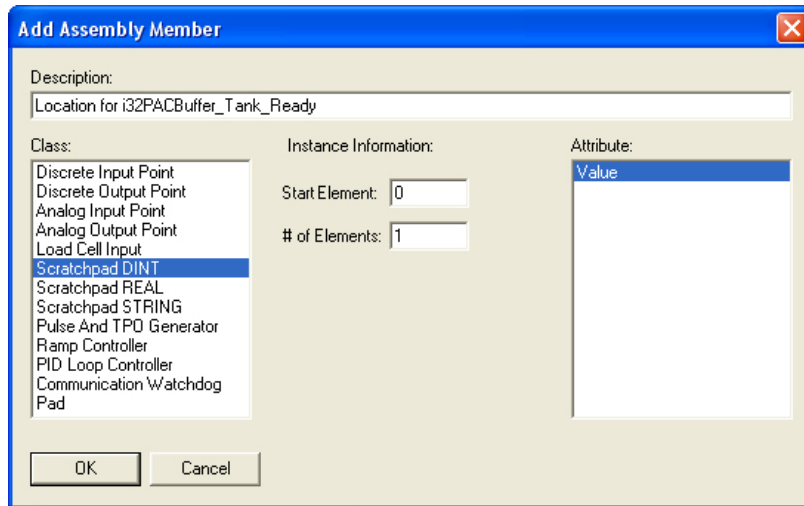 Add Assembly Member
Description:
Location for i32PACBuffer_Tank_Ready
Class:
Discrete Input Point
Discrete Output Point
Analog Input Point
Analog Output Point
Load Cell Input
Scratchpad DINT
Scratchpad REAL
Scratchpad STRING
Pulse And TPO Generator
Ramp Controller
PID Loop Controller
Communication Watchdog
Pad
Instance Information:
Start Element: 0
# of Elements: 1
Attribute:
Value
OK
Cancel